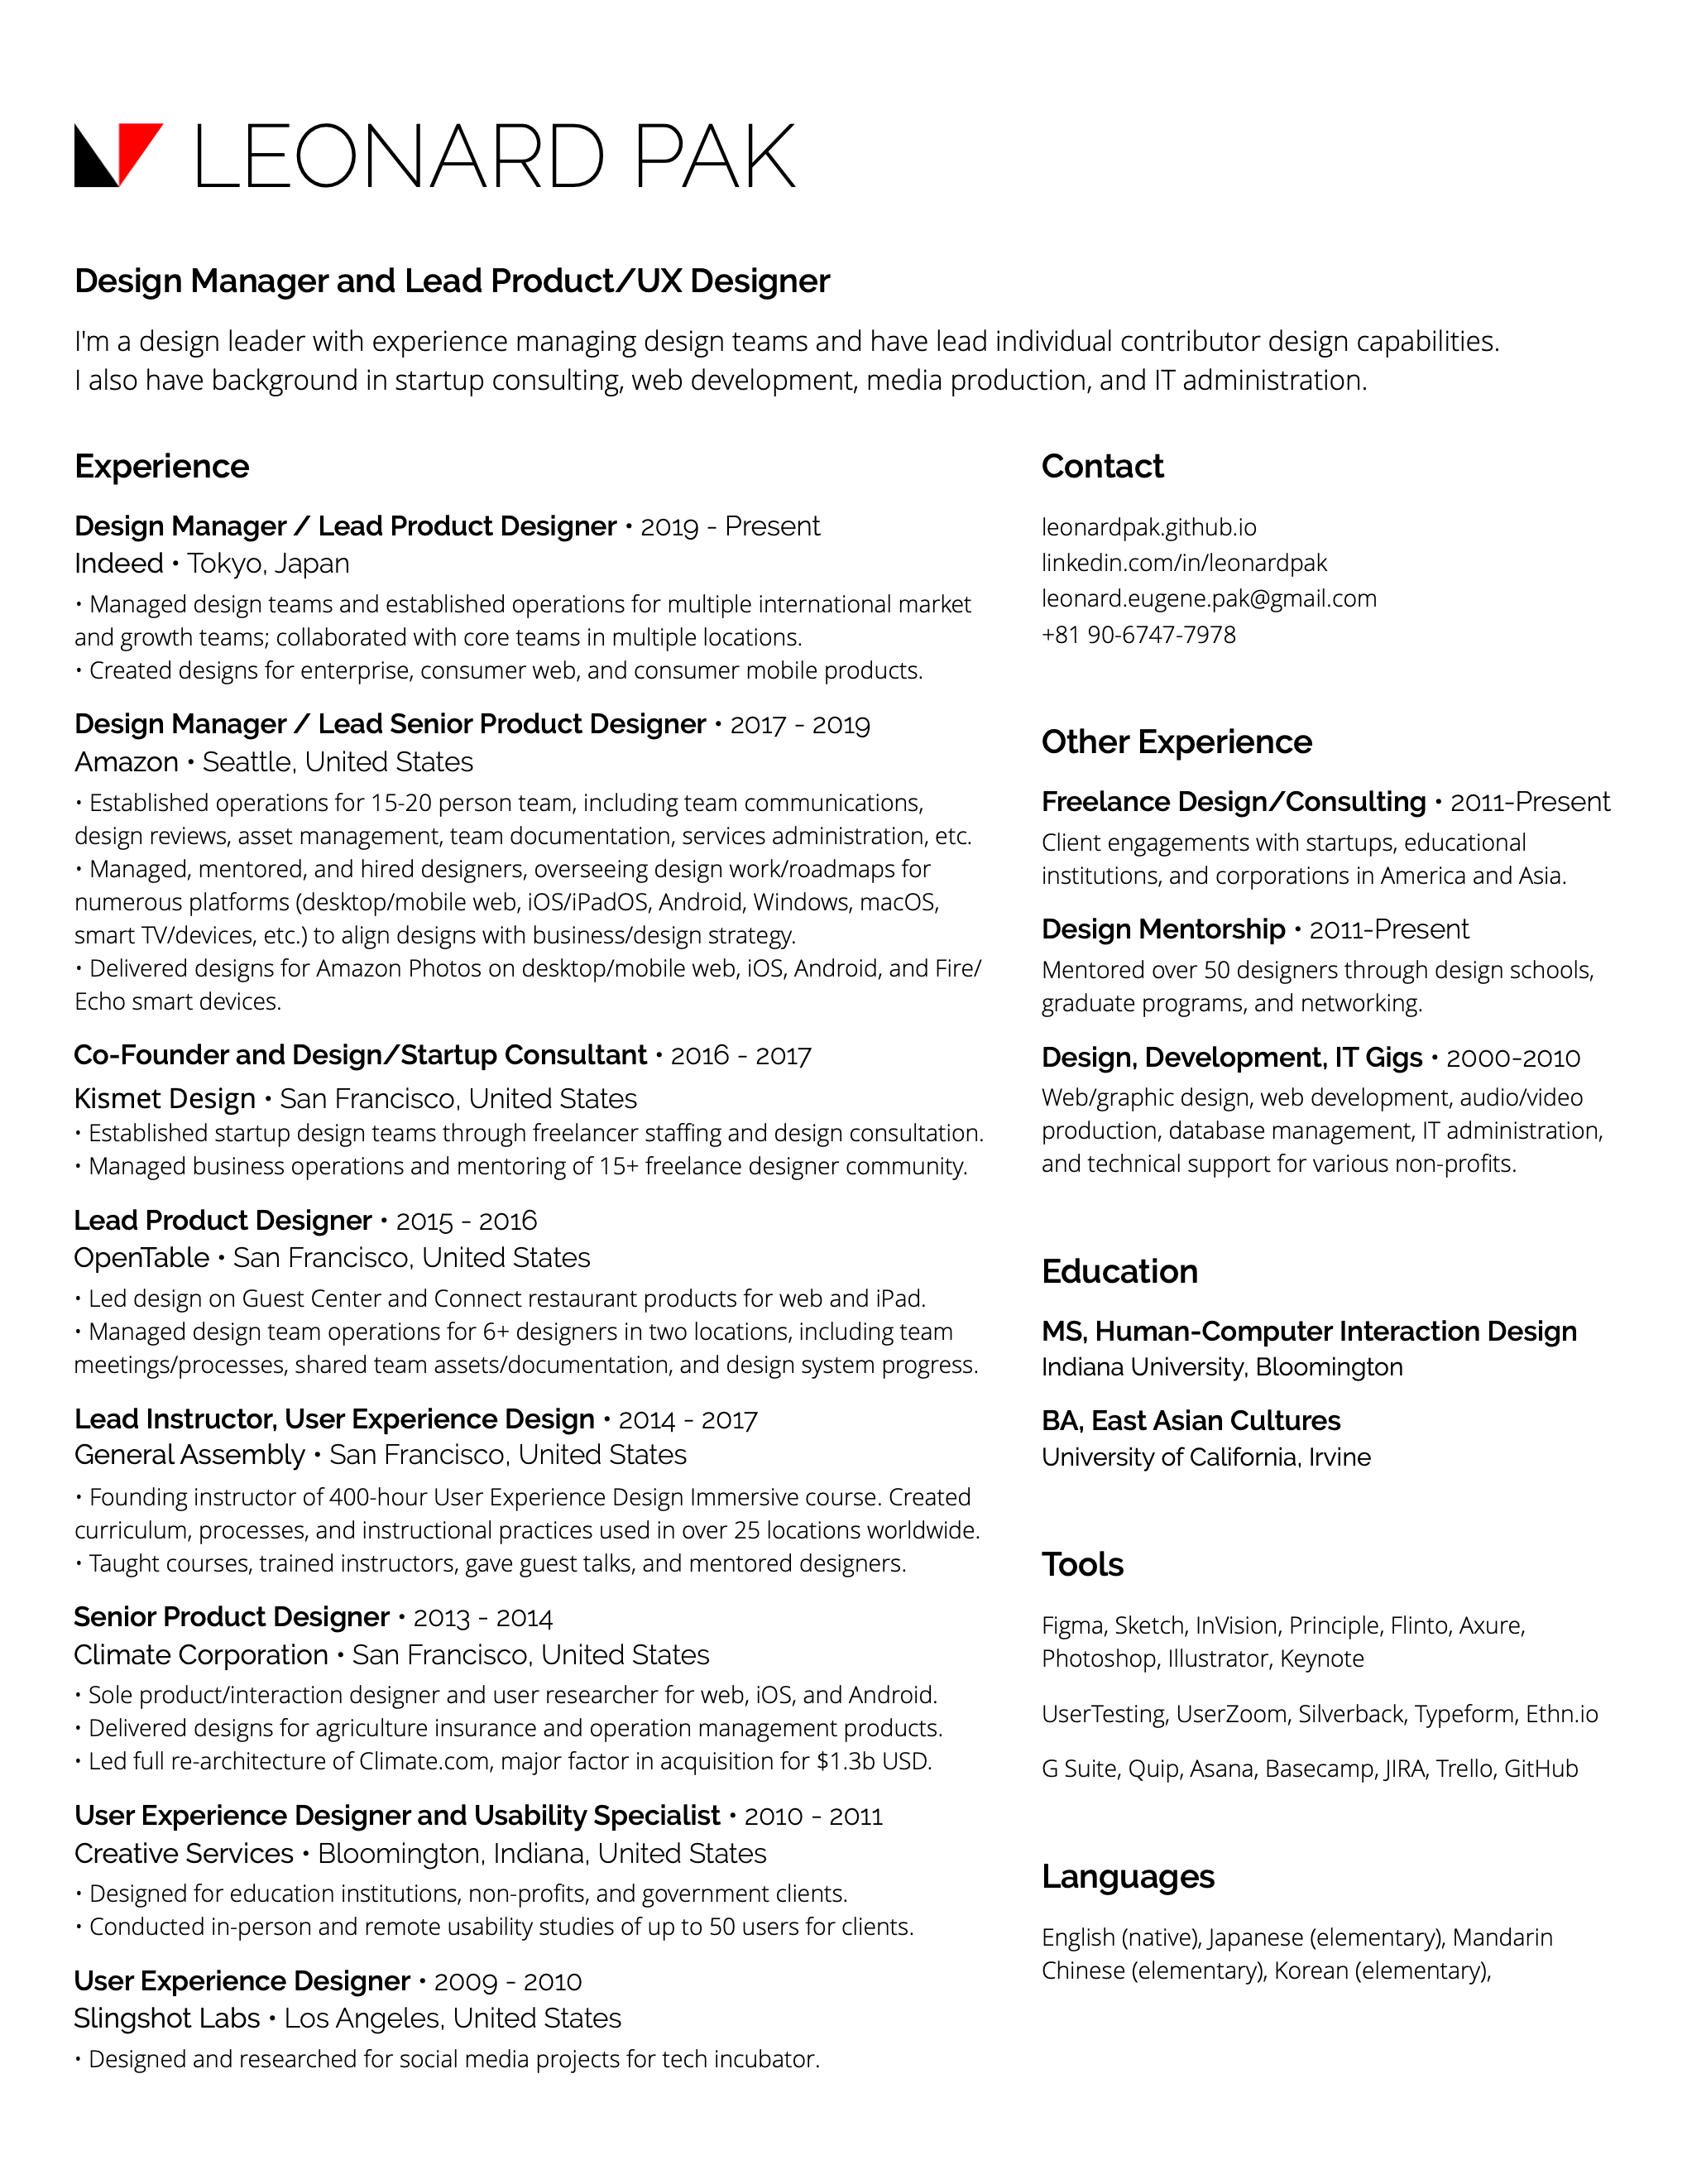 LEONARD PAK
Design Manager and Lead Product/UX Designer
I'm a design leader with experience managing design teams and have lead individual contributor design capabilities.
I also have background in startup consulting, web development, media production, and IT administration.
Experience
Design Manager / Lead Product Designer • 2019 - Present
Indeed • Tokyo, Japan
• Managed design teams and established operations for multiple international market
and growth teams; collaborated with core teams in multiple locations.
• Created designs for enterprise, consumer web, and consumer mobile products.
Design Manager / Lead Senior Product Designer • 2017 - 2019
Amazon • Seattle, United States
• Established operations for 15-20 person team, including team communications,
design reviews, asset management, team documentation, services administration, etc.
• Managed, mentored, and hired designers, overseeing design work/roadmaps for
numerous platforms (desktop/mobile web, iOS/iPadOS, Android, Windows, macOS,
smart TV/devices, etc.) to align designs with business/design strategy.
• Delivered designs for Amazon Photos on desktop/mobile web, iOS, Android, and Fire/
Echo smart devices.
Co-Founder and Design/Startup Consultant • 2016 - 2017
Kismet Design • San Francisco, United States
• Established startup design teams through freelancer staffing and design consultation.
• Managed business operations and mentoring of 15+ freelance designer community.
Lead Product Designer • 2015 - 2016
OpenTable • San Francisco, United States
• Led design on Guest Center and Connect restaurant products for web and iPad.
• Managed design team operations for 6+ designers in two locations, including team
meetings/processes, shared team assets/documentation, and design system progress.
Lead Instructor, User Experience Design • 2014 - 2017
General Assembly • San Francisco, United States
• Founding instructor of 400-hour User Experience Design Immersive course. Created
curriculum, processes, and instructional practices used in over 25 locations worldwide.
• Taught courses, trained instructors, gave guest talks, and mentored designers.
Senior Product Designer • 2013 - 2014
Climate Corporation • San Francisco, United States
• Sole product/interaction designer and user researcher for web, iOS, and Android.
• Delivered designs for agriculture insurance and operation management products.
• Led full re-architecture of Climate.com, major factor in acquisition for $1.3b USD.
User Experience Designer and Usability Specialist • 2010 - 2011
Creative Services • Bloomington, Indiana, United States
• Designed for education institutions, non-profits, and government clients.
• Conducted in-person and remote usability studies of up to 50 users for clients.
User Experience Designer • 2009 - 2010
Slingshot Labs • Los Angeles, United States
• Designed and researched for social media projects for tech incubator.
Contact
leonardpak.github.io
linkedin.com/in/leonardpak
leonard.eugene.pak@gmail.com
+81 90-6747-7978
Other Experience
Freelance Design/Consulting • 2011-Present
Client engagements with startups, educational
institutions, and corporations in America and Asia.
Design Mentorship • 2011-Present
Mentored over 50 designers through design schools,
graduate programs, and networking.
Design, Development, IT Gigs • 2000-2010
Web/graphic design, web development, audio/video
production, database management, IT administration,
and technical support for various non-profits.
Education
MS, Human-Computer Interaction Design
Indiana University, Bloomington
BA, East Asian Cultures
University of California, Irvine
Tools
Figma, Sketch, InVision, Principle, Flinto, Axure,
Photoshop, Illustrator, Keynote
UserTesting, UserZoom, Silverback, Typeform, Ethn.io
G Suite, Quip, Asana, Basecamp, JIRA, Trello, GitHub
Languages
English (native), Japanese (elementary), Mandarin
Chinese (elementary), Korean (elementary),